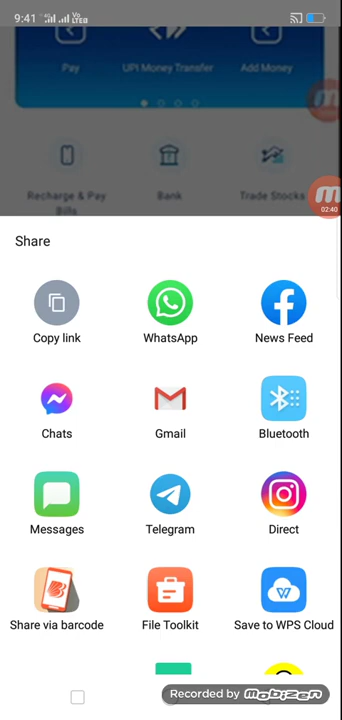 9:41
Pay
UPI Money Transfer
Add Money
Recharge & Pay
Bills
Bank
Trade Stocks
02:40
Share
Copy link
WhatsApp
News Feed
Chats
Gmail
Bluetooth
Messages
Telegram
Direct
Share via barcode
File Toolkit
Save to WPS Cloud
Recorded by mobizen